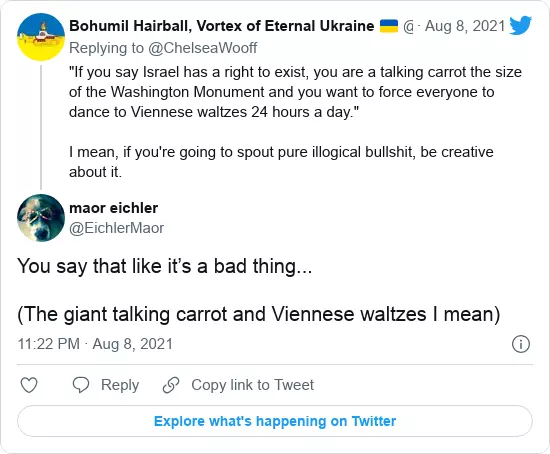 Bohumil Hairball, Vortex of Eternal Ukraine 🇺🇦 @ · Aug 8, 2021
Replying to @ChelseaWooff
"If you say Israel has a right to exist, you are a talking carrot the size
of the Washington Monument and you want to force everyone to
dance to Viennese waltzes 24 hours a day."
I mean, if you're going to spout pure illogical bullshit, be creative
about it.
maor eichler
@EichlerMaor
You say that like it’s a bad thing...
(The giant talking carrot and Viennese waltzes I mean)
11:22 PM · Aug 8, 2021
Reply
Copy link to Tweet
Explore what's happening on Twitter